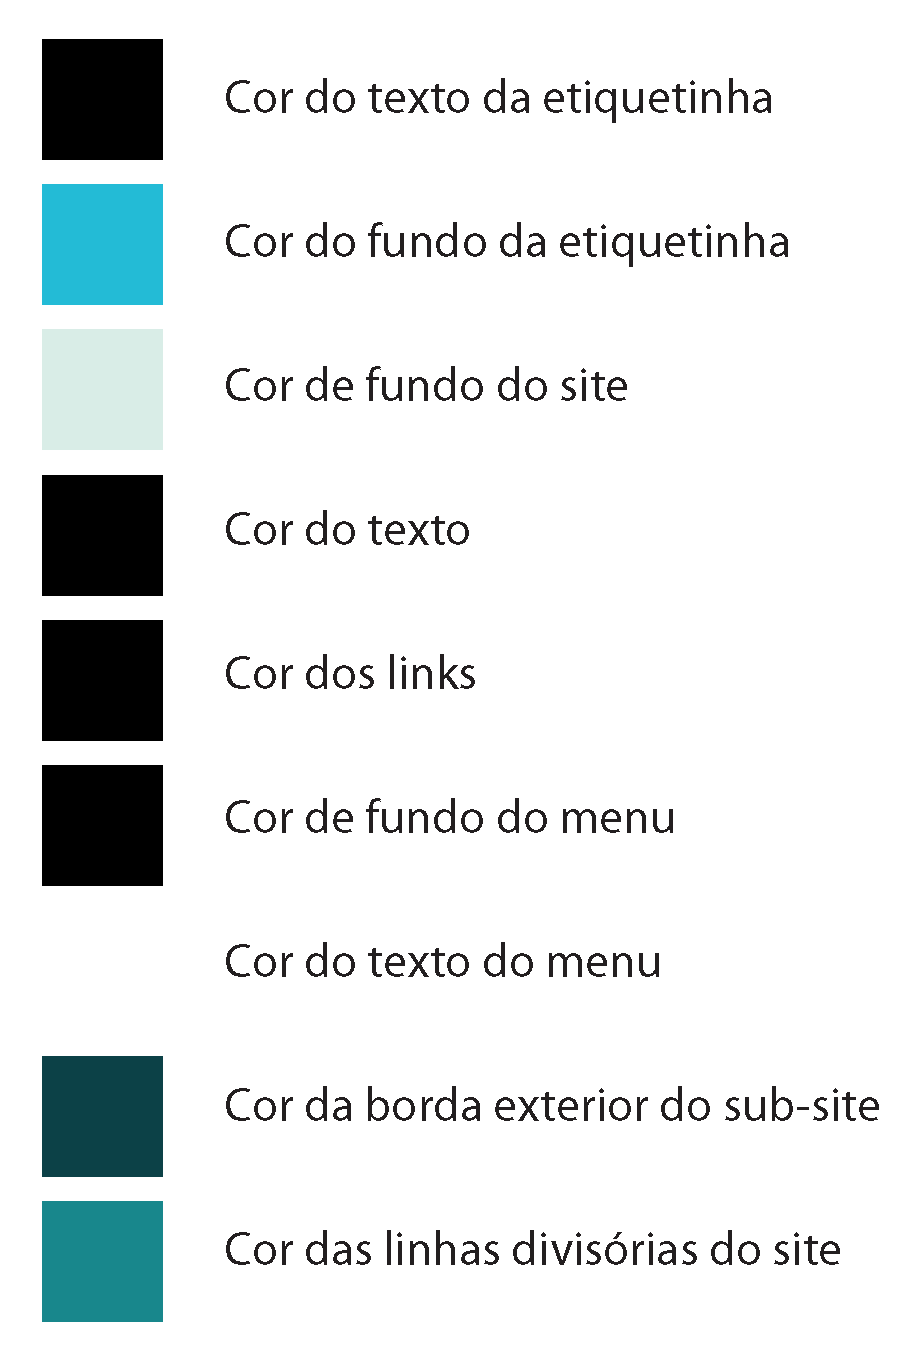 Cor do texto da etiquetinha
Cor do fundo da etiquetinha
Cor de fundo do site
Cor do texto
Cor dos links
Cor de fundo do menu
Cor do texto do menu
Cor da borda exterior do sub-site
Cor das linhas divisórias do site